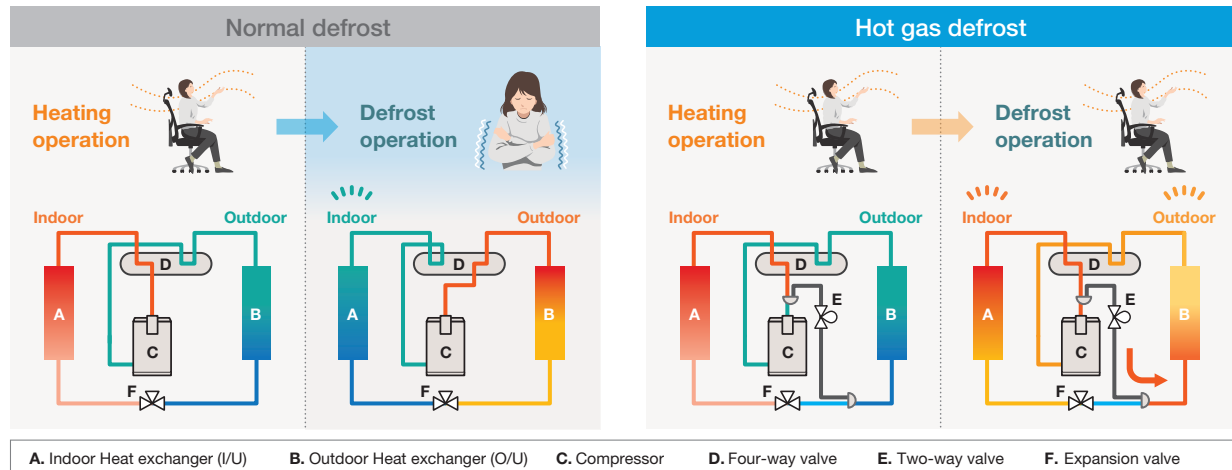 Normal defrost
Heating
operation
Defrost
operation
Indoor
Outdoor
Indoor
Outdoor
D
D
A
B
C
F
A
B
C
F
Hot gas defrost
Heating
operation
Defrost
operation
Indoor
Outdoor
Indoor
Outdoor
D
D
E
A
B
C
F
E
A
B
C
F
A. Indoor Heat exchanger (I/U) B. Outdoor Heat exchanger (O/U) C. Compressor D. Four-way valve E. Two-way valve F. Expansion valve